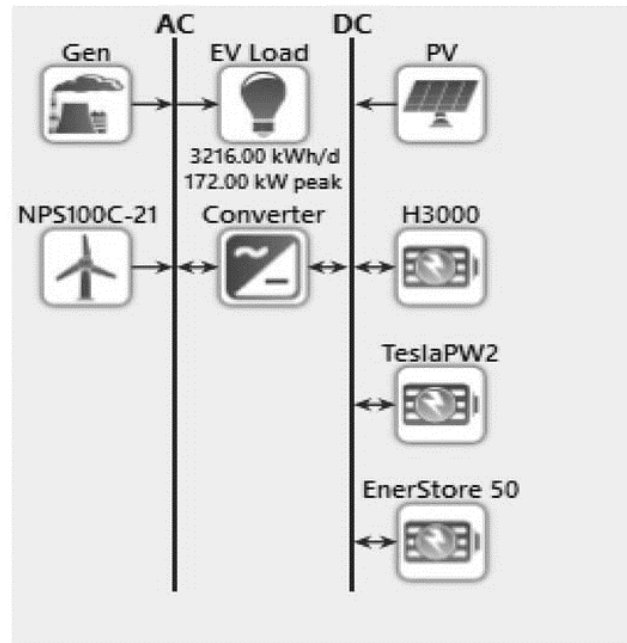 AC
DC
Gen
EV Load
PV
3216.00 kWh/d
172.00 kW peak
NPS100C-21
Converter
H3000
TeslaPW2
EnerStore 50